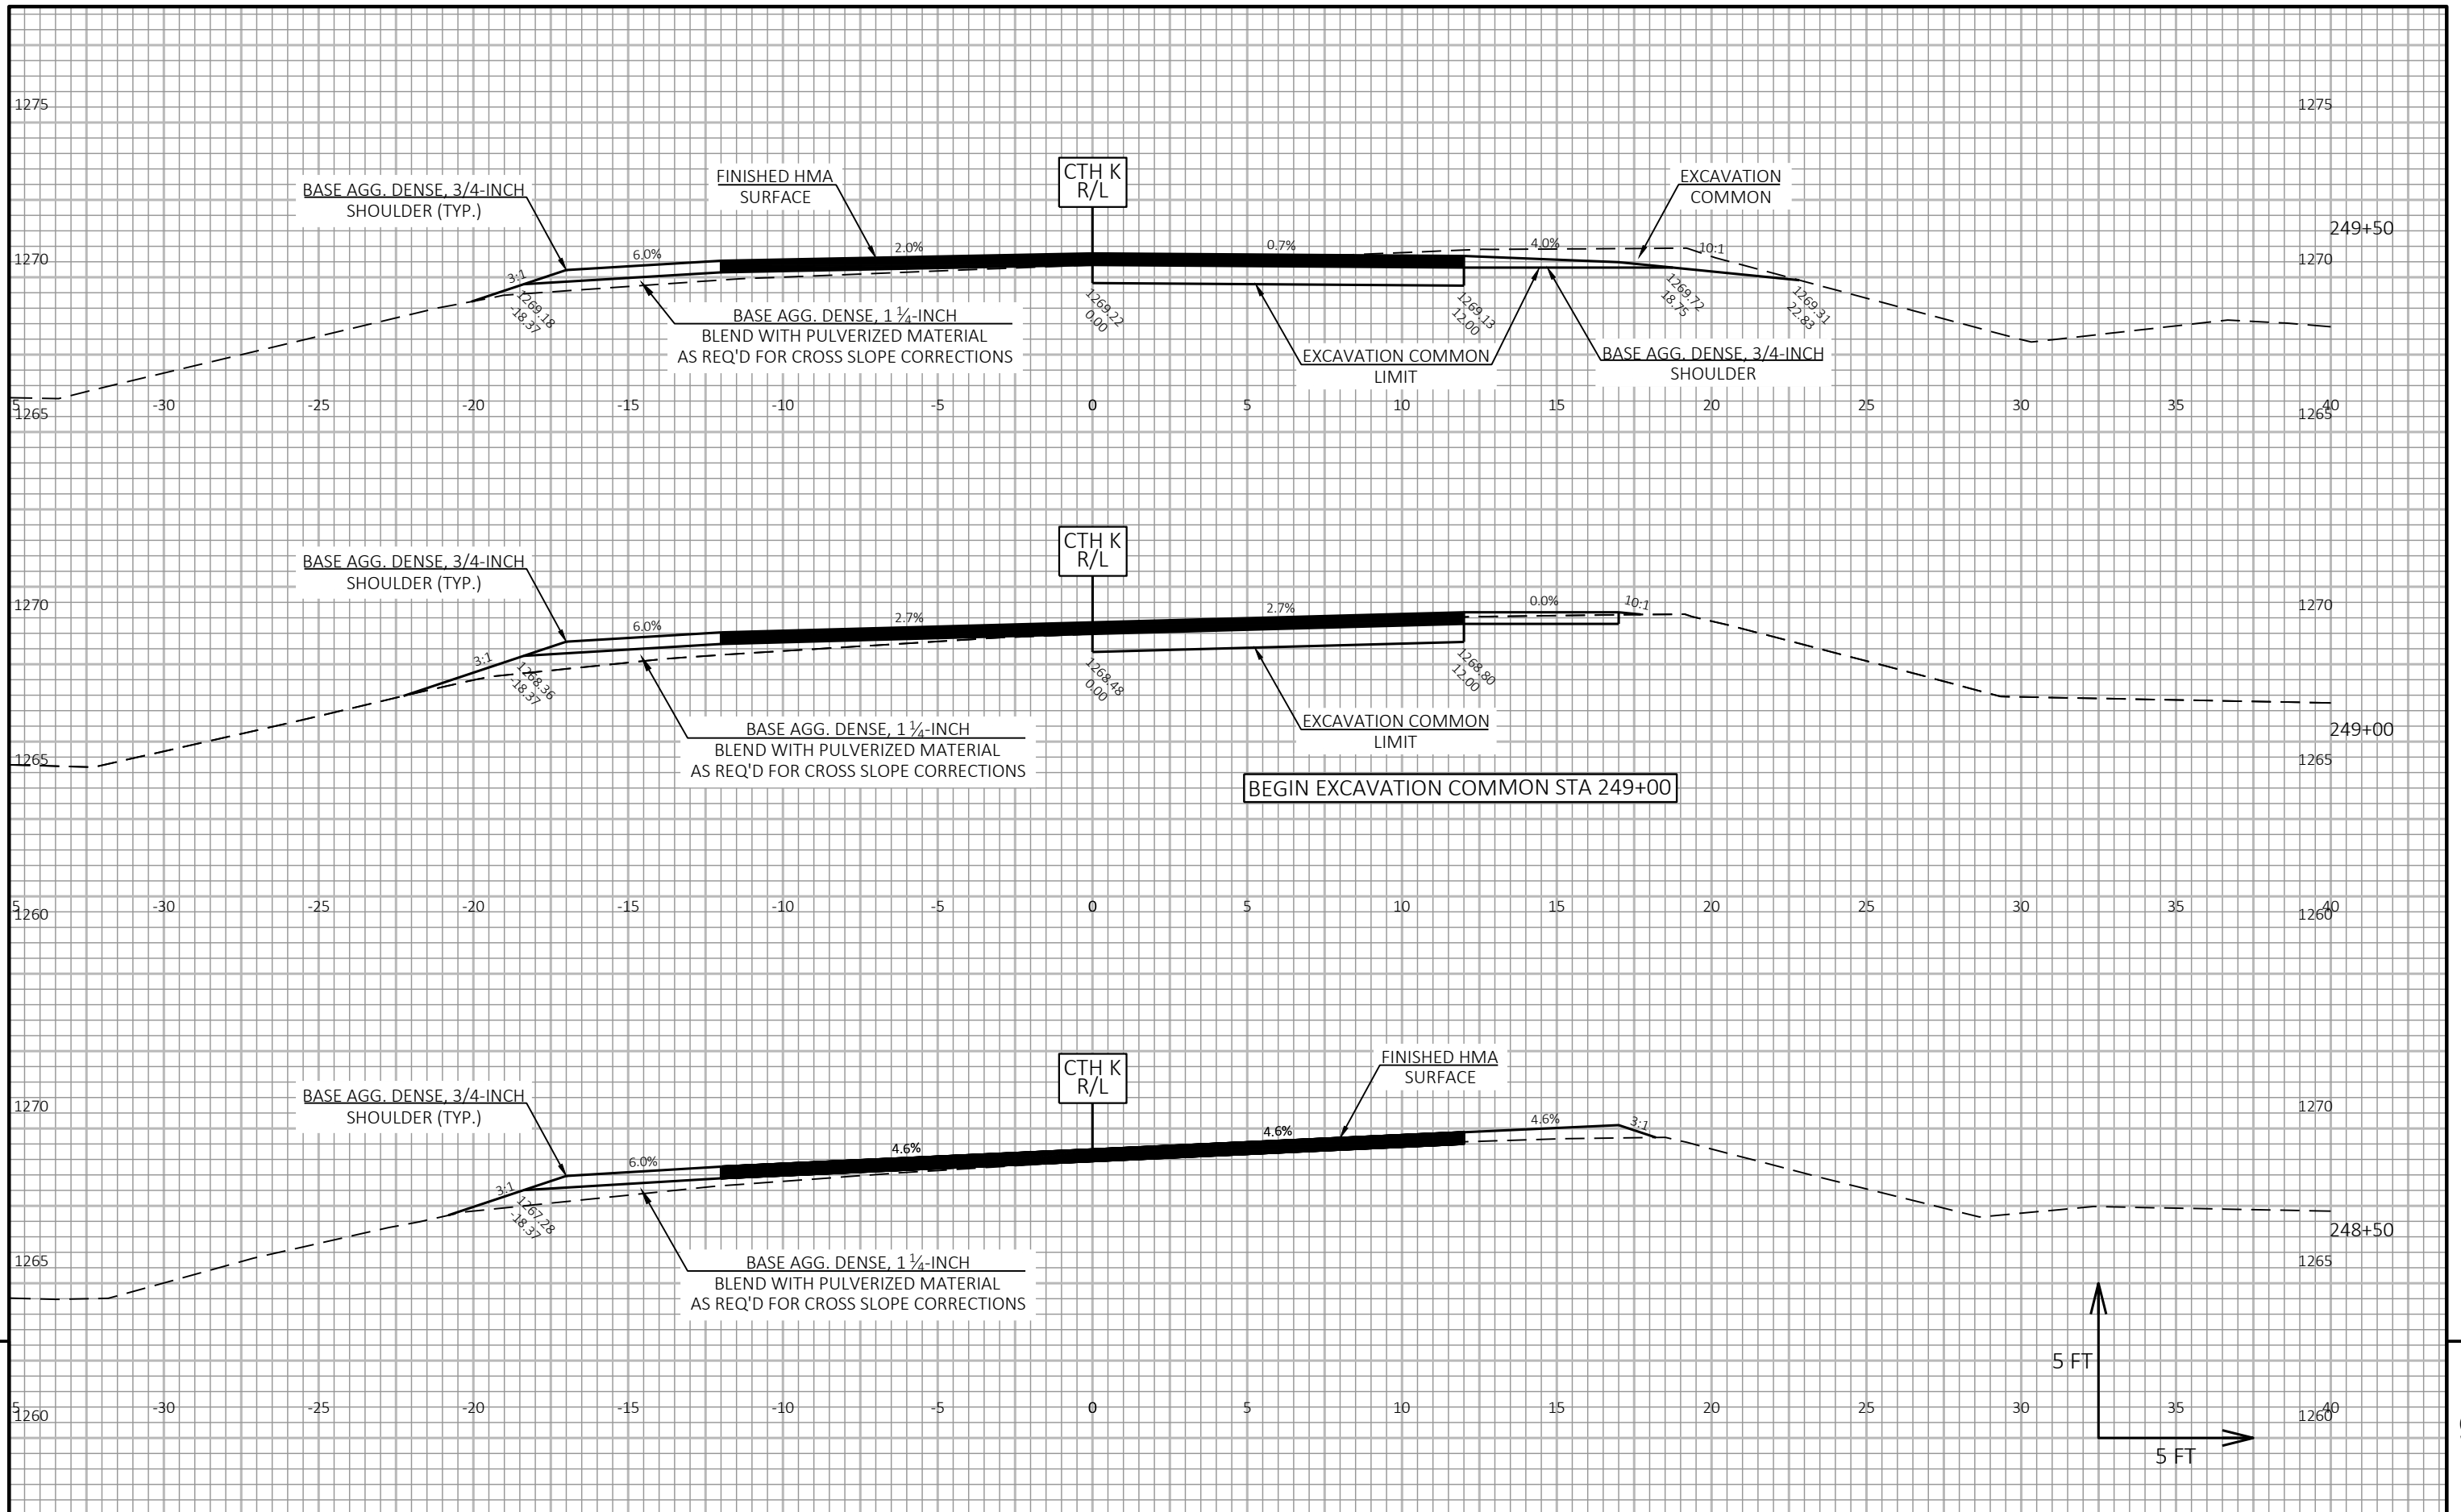 1275
1275
CTH K
R/L
BASE AGG. DENSE, 3/4-INCH
SHOULDER (TYP.)
FINISHED HMA
SURFACE
EXCAVATION
COMMON
249+50
1270
3:1
6.0%
2.0%
0.7%
4.0%
10:1
1270
1269.18
-18.37
1269.22
0.00
1269.13
12.00
1269.72
18.75
1269.31
22.83
BASE AGG. DENSE, 1 1/4-INCH
BLEND WITH PULVERIZED MATERIAL
AS REQ'D FOR CROSS SLOPE CORRECTIONS
EXCAVATION COMMON
LIMIT
BASE AGG. DENSE, 3/4-INCH
SHOULDER
5 -30 -25 -20 -15 -10 -5 0 5 10 15 20 25 30 35 40
1265
1265
CTH K
R/L
BASE AGG. DENSE, 3/4-INCH
SHOULDER (TYP.)
1270
3:1
6.0%
2.7%
2.7%
0.0%
10:1
1270
1268.36
-18.37
1268.48
0.00
1268.80
12.00
BASE AGG. DENSE, 1 1/4-INCH
BLEND WITH PULVERIZED MATERIAL
AS REQ'D FOR CROSS SLOPE CORRECTIONS
EXCAVATION COMMON
LIMIT
249+00
1265
1265
BEGIN EXCAVATION COMMON STA 249+00
5 -30 -25 -20 -15 -10 -5 0 5 10 15 20 25 30 35 40
1260
1260
CTH K
R/L
FINISHED HMA
SURFACE
BASE AGG. DENSE, 3/4-INCH
SHOULDER (TYP.)
1270
1270
3:1
6.0%
4.6%
4.6%
4.6%
3:1
1267.28
-18.37
248+50
BASE AGG. DENSE, 1 1/4-INCH
BLEND WITH PULVERIZED MATERIAL
AS REQ'D FOR CROSS SLOPE CORRECTIONS
1265
1265
5 -30 -25 -20 -15 -10 -5 0 5 10 15 20 25 30 35 40
1260
1260
5 FT
5 FT